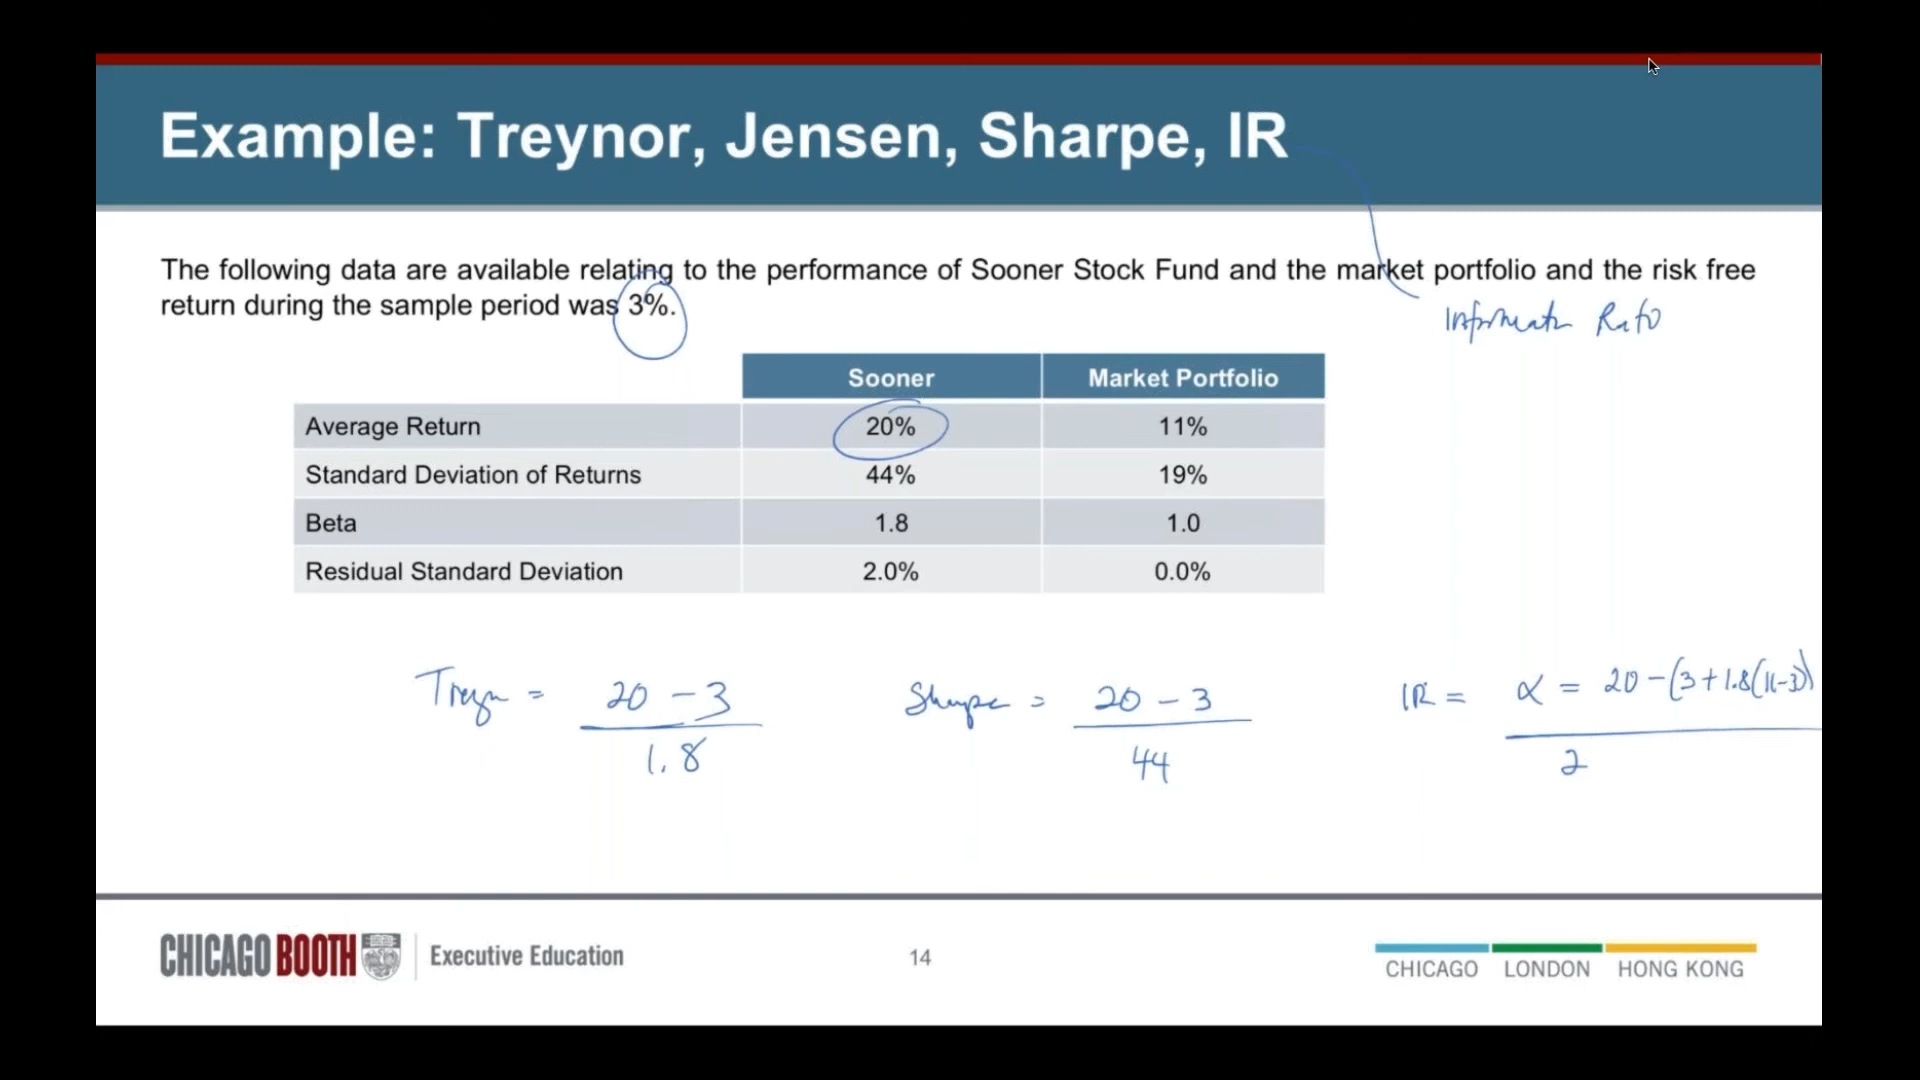 Example: Treynor, Jensen, Sharpe, IR
The following data are available relating to the performance of Sooner Stock Fund and the market portfolio and the risk free
return during the sample period was 3%.
Information Ratio
Sooner Market Portfolio
Average Return 20% 11%
Standard Deviation of Returns 44% 19%
Beta 1.8 1.0
Residual Standard Deviation 2.0% 0.0%
Treyn = 20 - 3 / 1.8
Sharpe = 20 - 3 / 44
IR = α = 20 - (3 + 1.8(11-3)) / 2
CHICAGO BOOTH Executive Education
14
CHICAGO LONDON HONG KONG